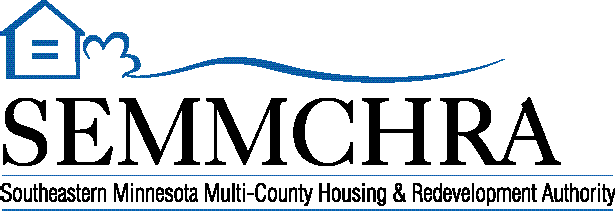 SEMMCHRA
Southeastern Minnesota Multi-County Housing & Redevelopment Authority